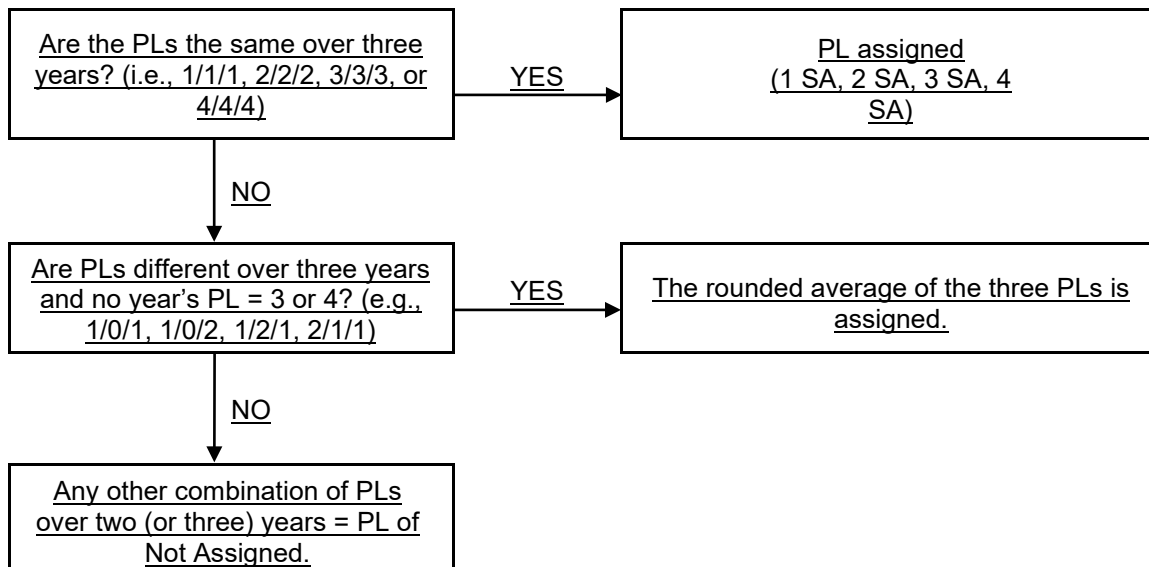 Are the PLs the same over three
years? (i.e., 1/1/1, 2/2/2, 3/3/3, or
4/4/4)
YES
PL assigned
(1 SA, 2 SA, 3 SA, 4
SA)
NO
Are PLs different over three years
and no year's PL = 3 or 4? (e.g.,
1/0/1, 1/0/2, 1/2/1, 2/1/1)
YES
The rounded average of the three PLs is
assigned.
NO
Any other combination of PLs
over two (or three) years = PL of
Not Assigned.